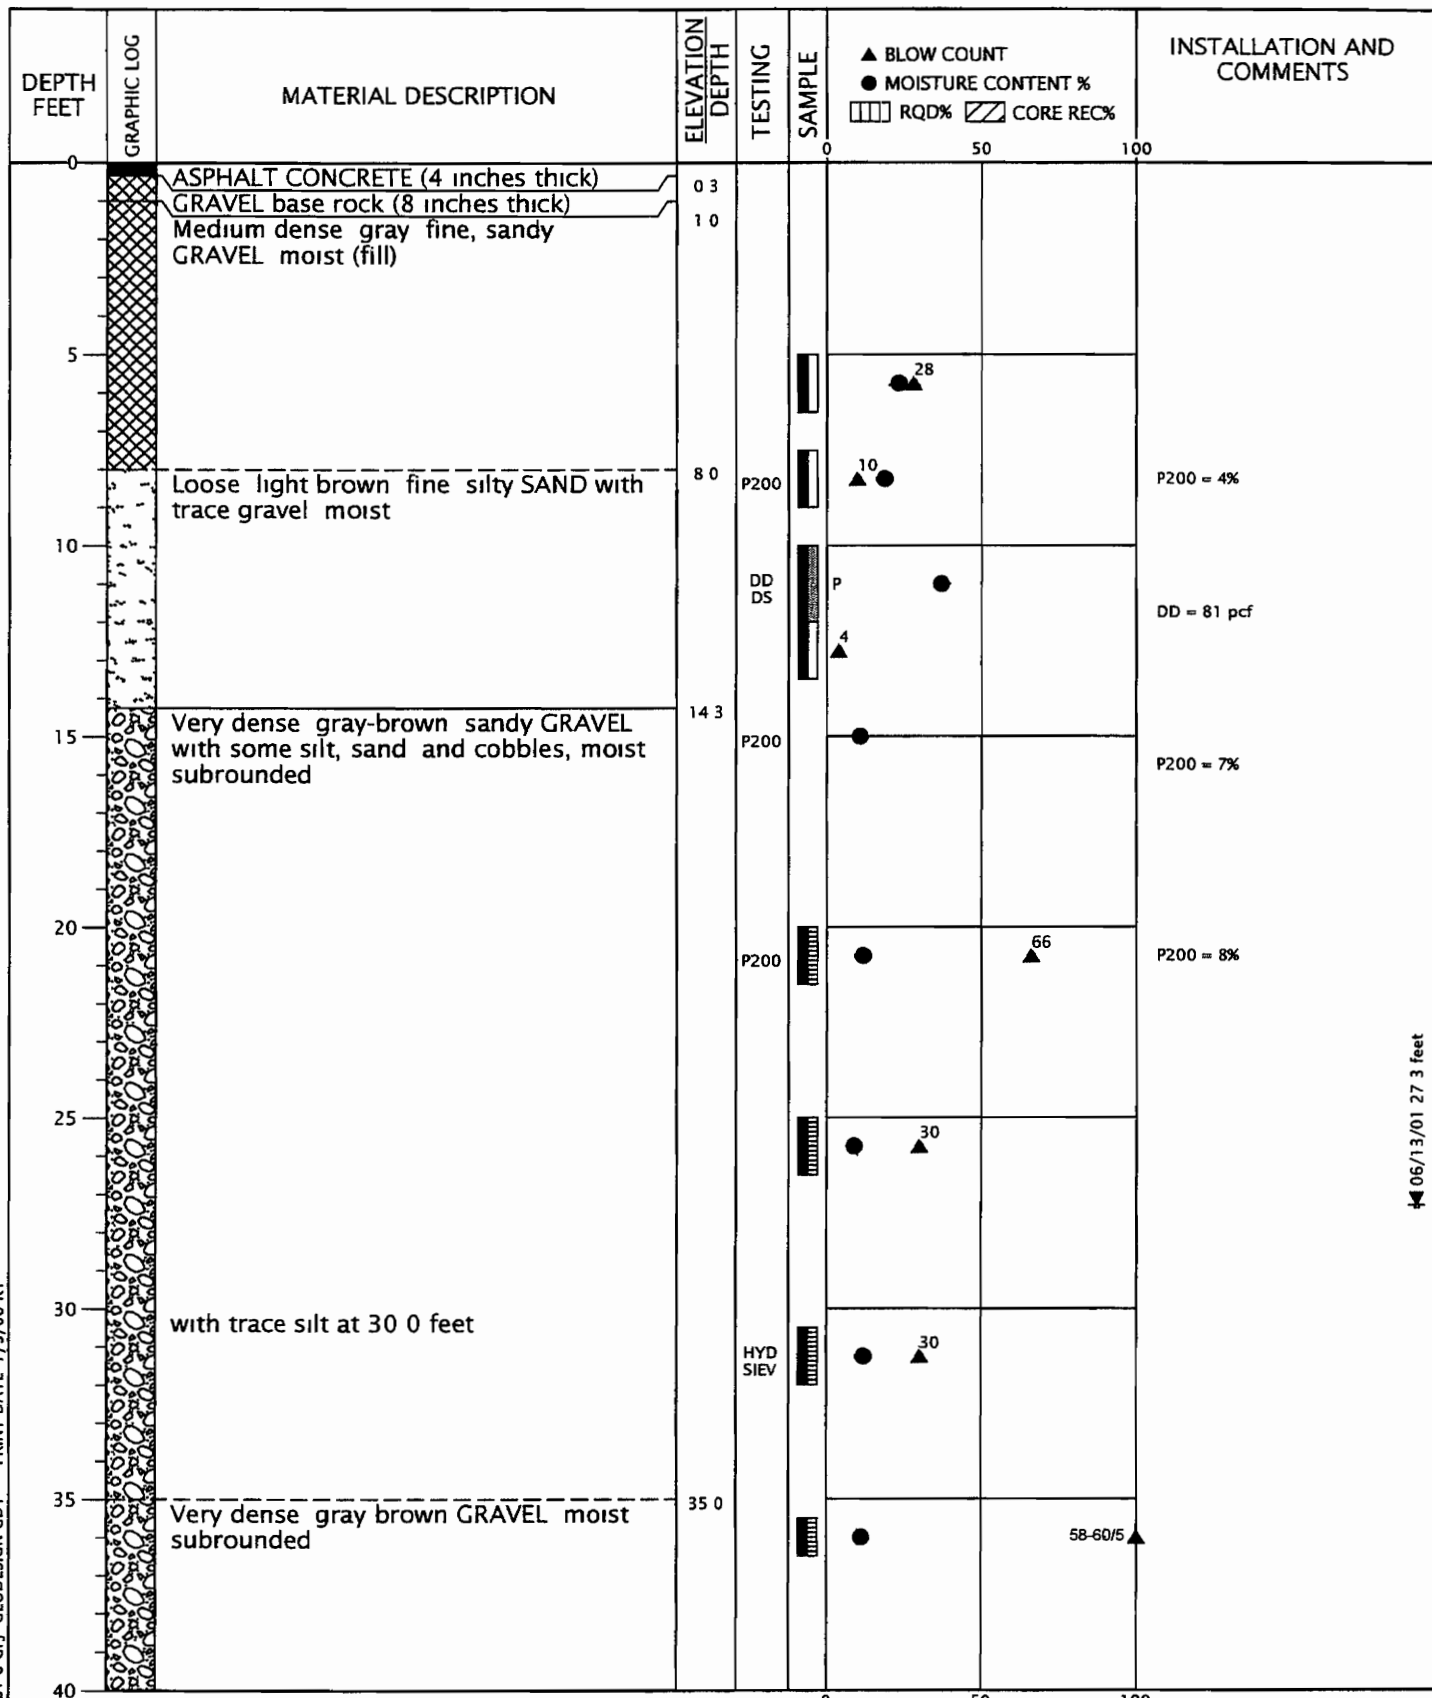 DEPTH
FEET
GRAPHIC LOG
MATERIAL DESCRIPTION
ELEVATION
DEPTH
TESTING
SAMPLE
▲ BLOW COUNT
● MOISTURE CONTENT %
RQD% CORE REC%
INSTALLATION AND
COMMENTS
0 50 100
0
ASPHALT CONCRETE (4 inches thick)
0 3
GRAVEL base rock (8 inches thick)
1 0
Medium dense gray fine, sandy
GRAVEL moist (fill)
5
28
8 0
Loose light brown fine silty SAND with
trace gravel moist
P200
10
P200 = 4%
10
DD
DS
P
DD = 81 pcf
4
14 3
Very dense gray-brown sandy GRAVEL
with some silt, sand and cobbles, moist
subrounded
15
P200
P200 = 7%
20
P200
66
P200 = 8%
25
30
06/13/01 27 3 feet
30
with trace silt at 30 0 feet
HYD
SIEV
30
35
35 0
Very dense gray brown GRAVEL moist
subrounded
58-60/5
40
0 50 100